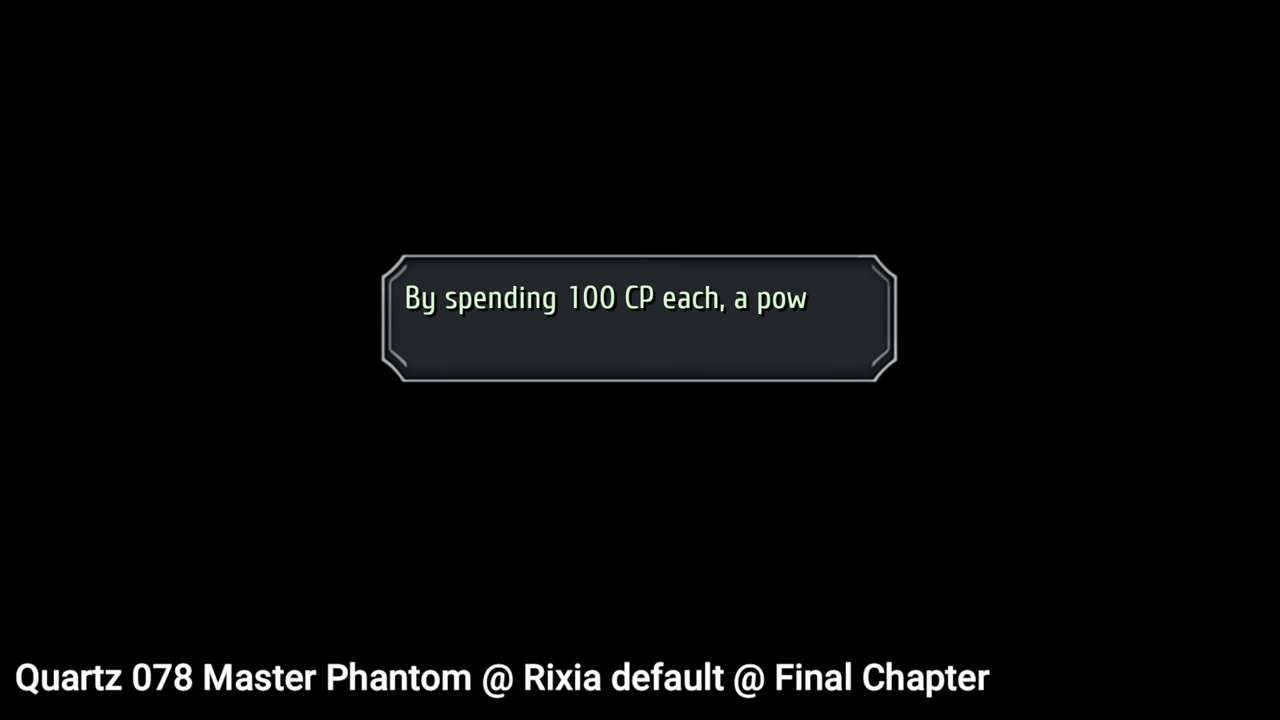 By spending 100 CP each, a pow
Quartz 078 Master Phantom @ Rixia default @ Final Chapter